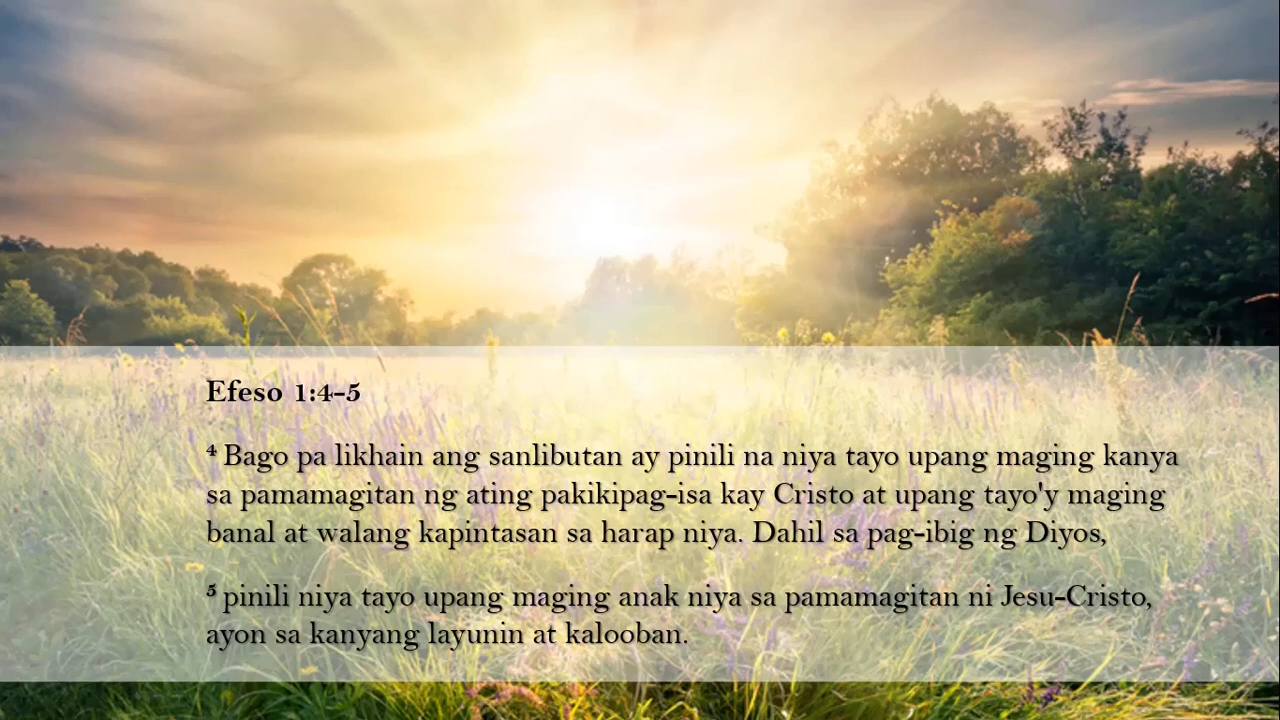 Efeso 1:4-5
⁴ Bago pa likhain ang sanlibutan ay pinili na niya tayo upang maging kanya
sa pamamagitan ng ating pakikipag-isa kay Cristo at upang tayo'y maging
banal at walang kapintasan sa harap niya. Dahil sa pag-ibig ng Diyos,
⁵ pinili niya tayo upang maging anak niya sa pamamagitan ni Jesu-Cristo,
ayon sa kanyang layunin at kalooban.